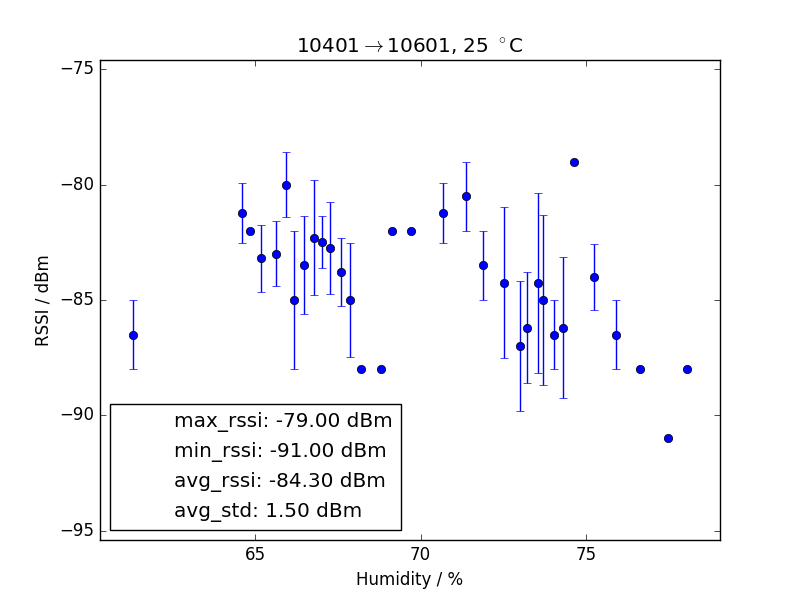 10401→10601, 25 °C
RSSI / dBm
−75
−80
−85
−90
−95
max_rssi: -79.00 dBm
min_rssi: -91.00 dBm
avg_rssi: -84.30 dBm
avg_std: 1.50 dBm
65
70
75
Humidity / %